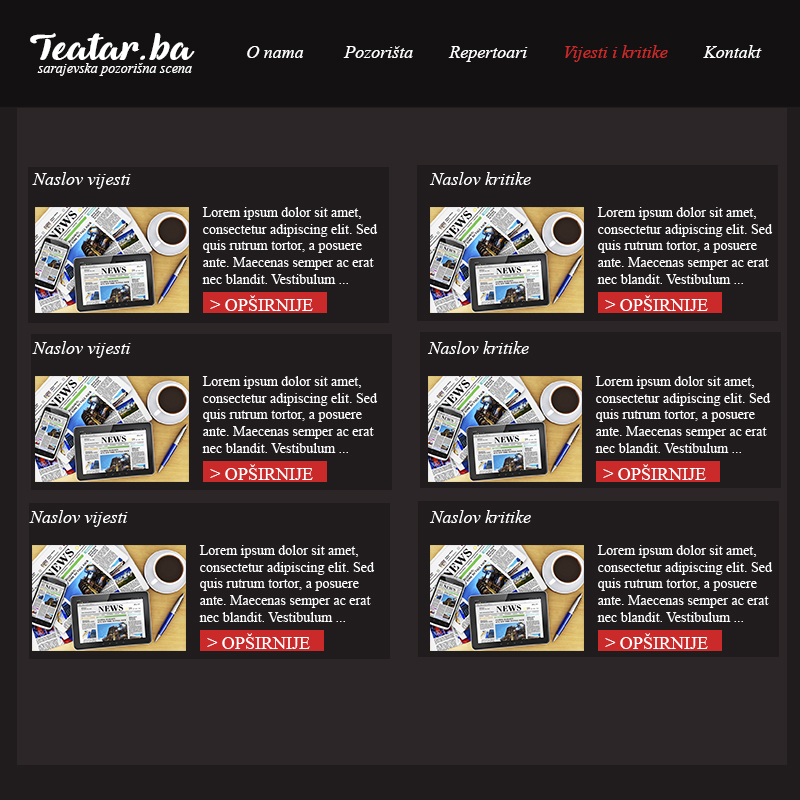 Teatar.ba
sarajevska pozorišna scena
O nama
Pozorišta
Repertoari
Vijesti i kritike
Kontakt
Naslov vijesti
NEWS
NEWS
NEWS
Lorem ipsum dolor sit amet,
consectetur adipiscing elit. Sed
quis rutrum tortor, a posuere
ante. Maecenas semper ac erat
nec blandit. Vestibulum ...
> OPŠIRNIJE
Naslov kritike
NEWS
NEWS
NEWS
Lorem ipsum dolor sit amet,
consectetur adipiscing elit. Sed
quis rutrum tortor, a posuere
ante. Maecenas semper ac erat
nec blandit. Vestibulum ...
> OPŠIRNIJE
Naslov vijesti
NEWS
NEWS
NEWS
Lorem ipsum dolor sit amet,
consectetur adipiscing elit. Sed
quis rutrum tortor, a posuere
ante. Maecenas semper ac erat
nec blandit. Vestibulum ...
> OPŠIRNIJE
Naslov kritike
NEWS
NEWS
NEWS
Lorem ipsum dolor sit amet,
consectetur adipiscing elit. Sed
quis rutrum tortor, a posuere
ante. Maecenas semper ac erat
nec blandit. Vestibulum ...
> OPŠIRNIJE
Naslov vijesti
NEWS
NEWS
NEWS
Lorem ipsum dolor sit amet,
consectetur adipiscing elit. Sed
quis rutrum tortor, a posuere
ante. Maecenas semper ac erat
nec blandit. Vestibulum ...
> OPŠIRNIJE
Naslov kritike
NEWS
NEWS
NEWS
Lorem ipsum dolor sit amet,
consectetur adipiscing elit. Sed
quis rutrum tortor, a posuere
ante. Maecenas semper ac erat
nec blandit. Vestibulum ...
> OPŠIRNIJE